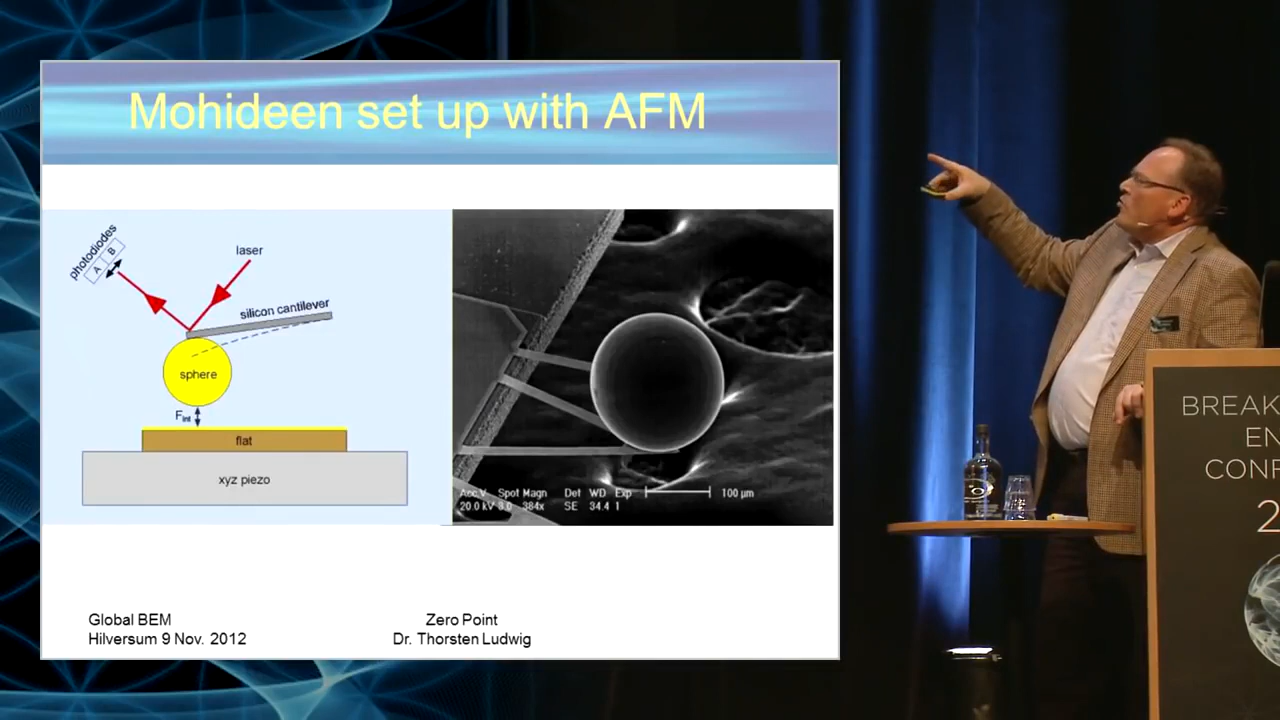 Mohideen set up with AFM
photodiodes
A B
laser
silicon cantilever
sphere
Fint
flat
xyz piezo
Acc.V Spot Magn Det WD Exp
20.0 kV 3.0 384x SE 34.4 1
100 µm
Global BEM
Hilversum 9 Nov. 2012
Zero Point
Dr. Thorsten Ludwig
BREAK
EN
CONF
2